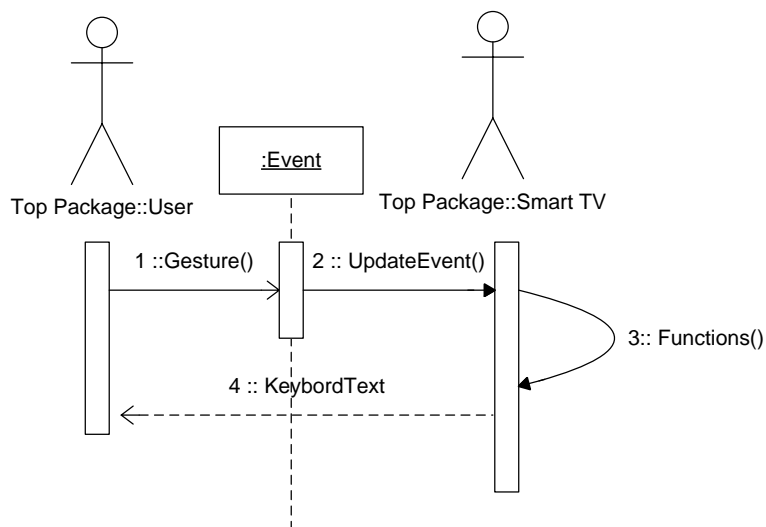 :Event
Top Package::User
Top Package::Smart TV
1 ::Gesture()
2 :: UpdateEvent()
3:: Functions()
4 :: KeybordText